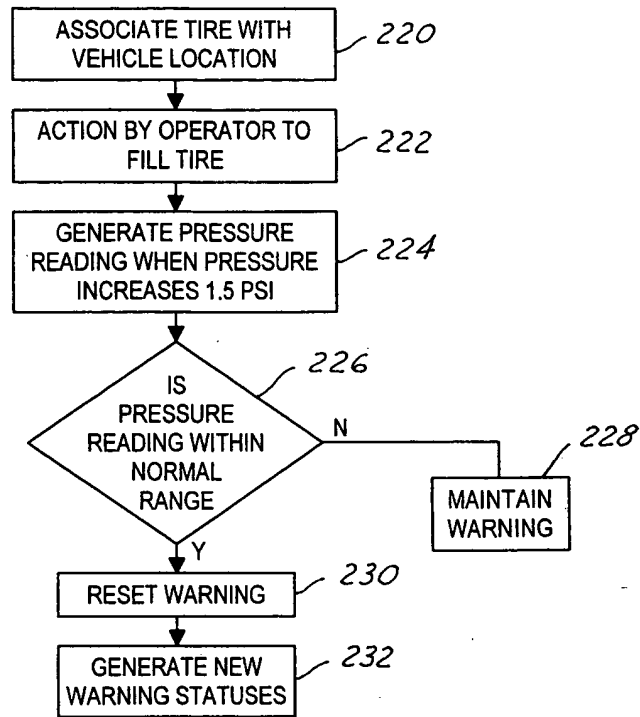 ASSOCIATE TIRE WITH
VEHICLE LOCATION
220
ACTION BY OPERATOR TO
FILL TIRE
222
GENERATE PRESSURE
READING WHEN PRESSURE
INCREASES 1.5 PSI
224
IS
PRESSURE
READING WITHIN
NORMAL
RANGE
226
N
228
MAINTAIN
WARNING
Y
230
RESET WARNING
GENERATE NEW
WARNING STATUSES
232